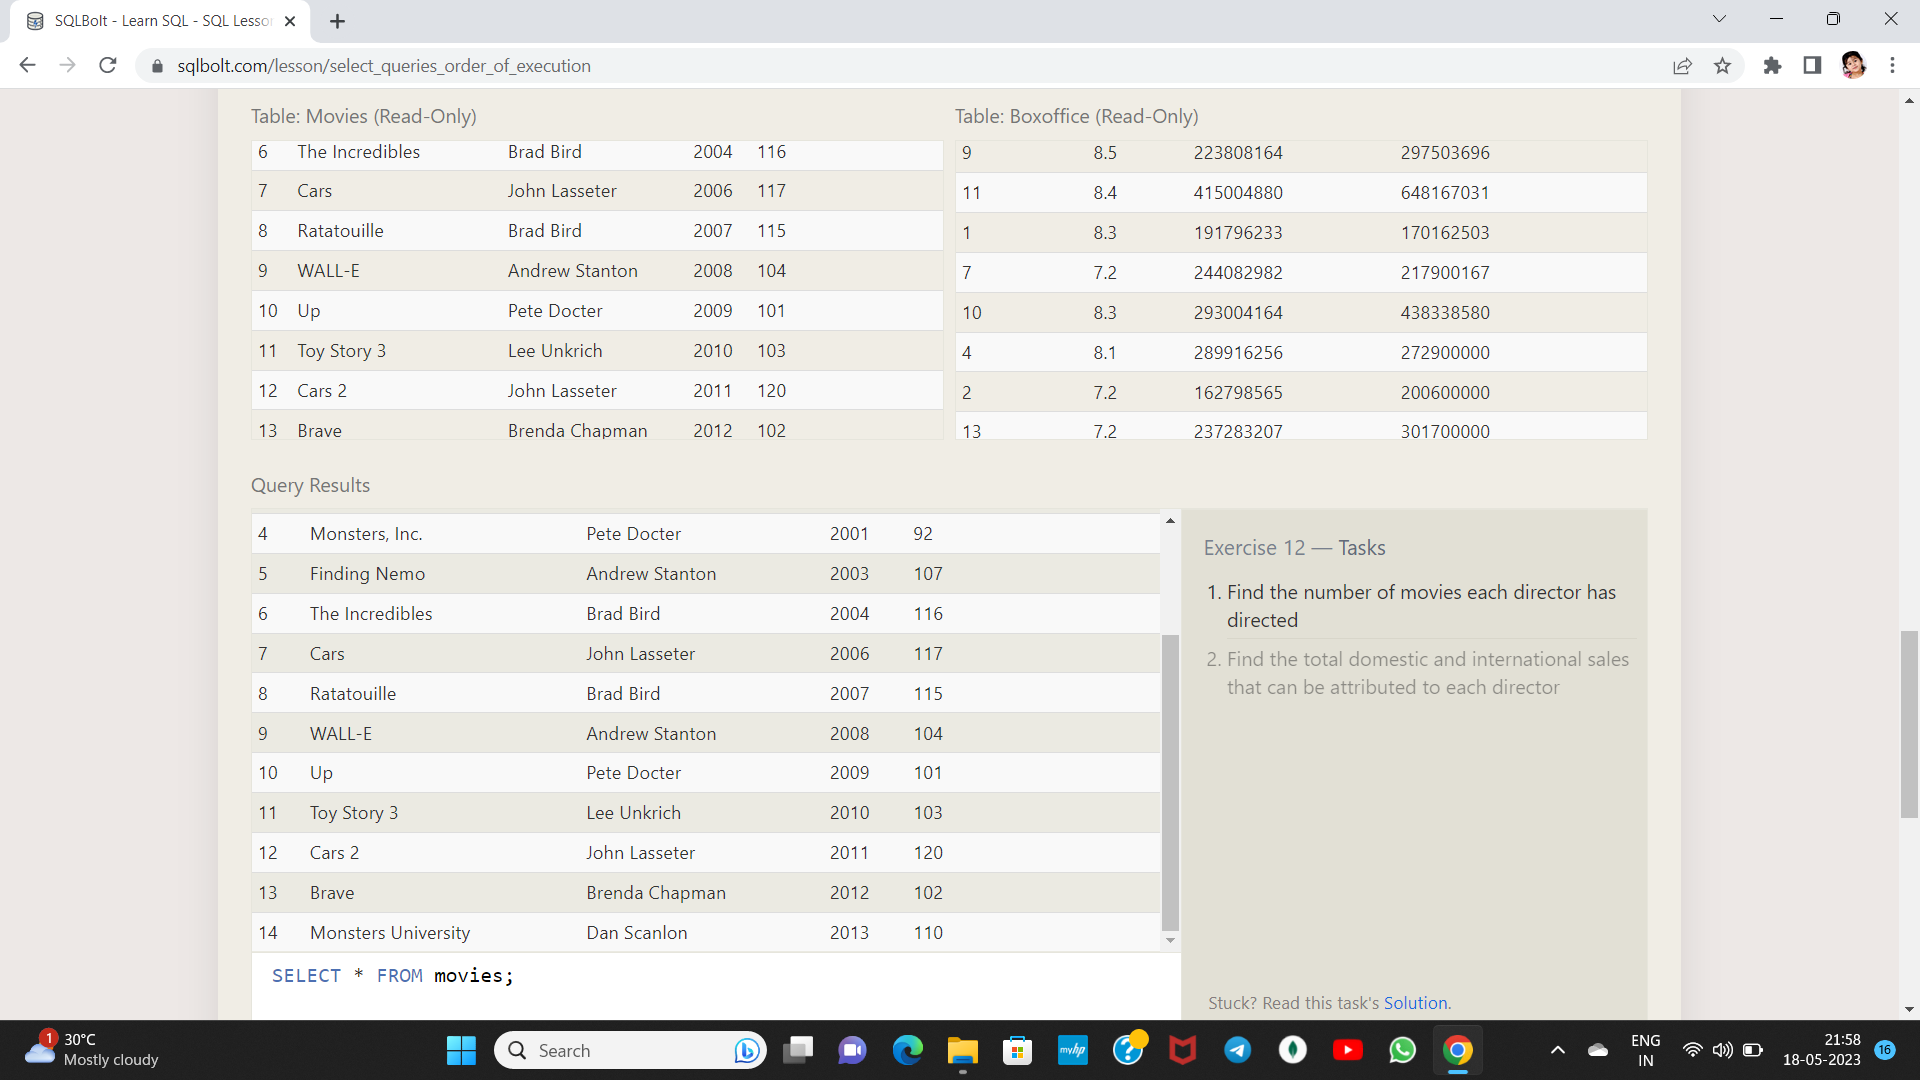 SQLBolt - Learn SQL - SQL Lesso
sqlbolt.com/lesson/select_queries_order_of_execution
Table: Movies (Read-Only)
6 The Incredibles Brad Bird 2004 116
7 Cars John Lasseter 2006 117
8 Ratatouille Brad Bird 2007 115
9 WALL-E Andrew Stanton 2008 104
10 Up Pete Docter 2009 101
11 Toy Story 3 Lee Unkrich 2010 103
12 Cars 2 John Lasseter 2011 120
13 Brave Brenda Chapman 2012 102
Table: Boxoffice (Read-Only)
9 8.5 223808164 297503696
11 8.4 415004880 648167031
1 8.3 191796233 170162503
7 7.2 244082982 217900167
10 8.3 293004164 438338580
4 8.1 289916256 272900000
2 7.2 162798565 200600000
13 7.2 237283207 301700000
Query Results
4 Monsters, Inc. Pete Docter 2001 92
5 Finding Nemo Andrew Stanton 2003 107
6 The Incredibles Brad Bird 2004 116
7 Cars John Lasseter 2006 117
8 Ratatouille Brad Bird 2007 115
9 WALL-E Andrew Stanton 2008 104
10 Up Pete Docter 2009 101
11 Toy Story 3 Lee Unkrich 2010 103
12 Cars 2 John Lasseter 2011 120
13 Brave Brenda Chapman 2012 102
14 Monsters University Dan Scanlon 2013 110
SELECT * FROM movies;
Exercise 12 — Tasks
1. Find the number of movies each director has
directed
2. Find the total domestic and international sales
that can be attributed to each director
Stuck? Read this task's Solution.
1
30°C
Mostly cloudy
Search
myhp
ENG
IN
21:58
18-05-2023
16